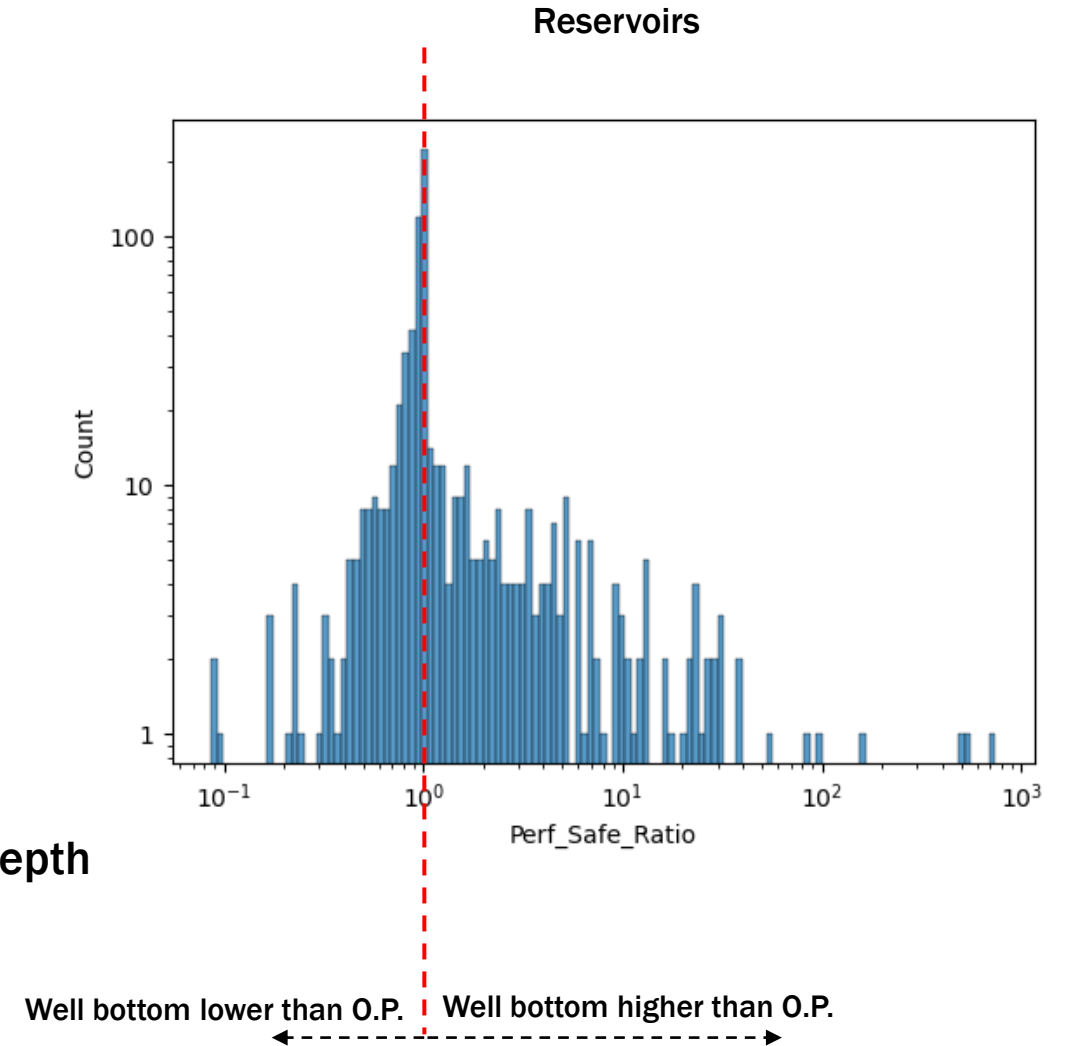 Reservoirs
100
10
1
Count
10⁻¹ 10⁰ 10¹ 10² 10³
Perf_Safe_Ratio
epth
Well bottom lower than O.P. Well bottom higher than O.P.